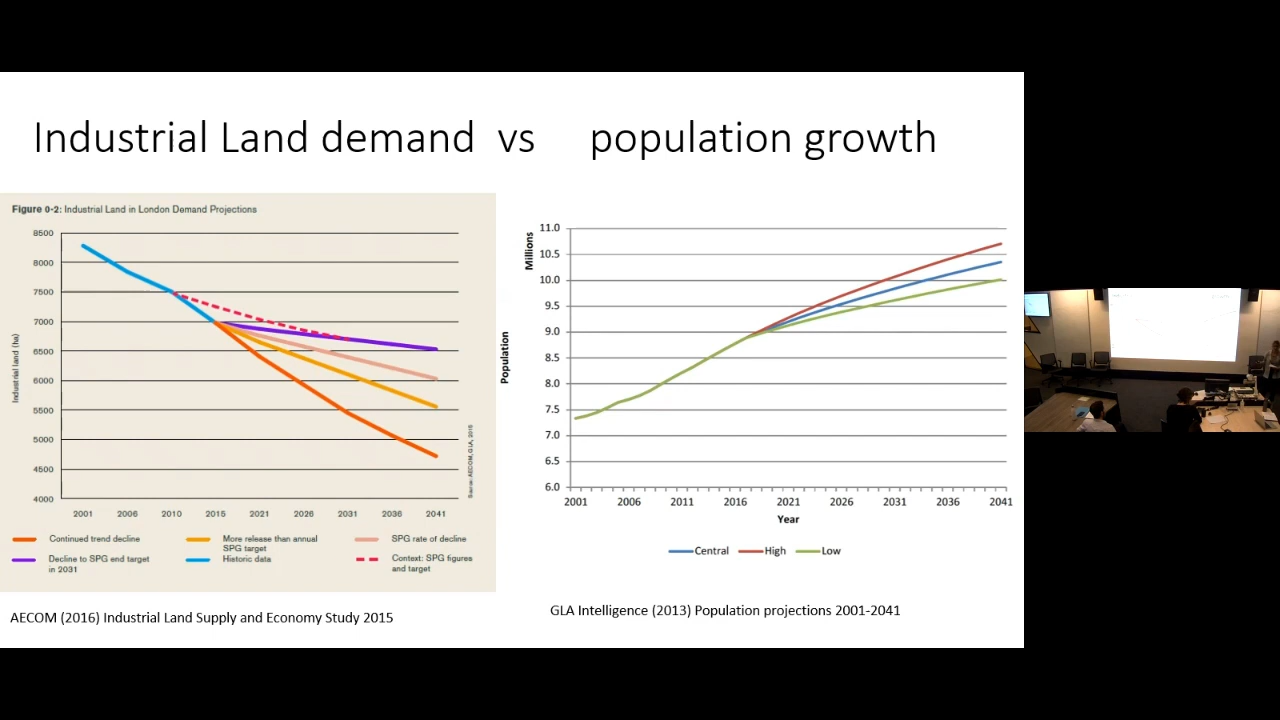 Industrial Land demand vs population growth
Figure 0-2: Industrial Land in London Demand Projections
8500
8000
7500
7000
6500
6000
5500
5000
4500
4000
Industrial land (ha)
2001 2006 2010 2015 2021 2026 2031 2036 2041
Source: AECOM, GLA, 2015
Continued trend decline
More release than annual
SPG target
SPG rate of decline
Decline to SPG end target
in 2031
Historic data
Context: SPG figures
and target
AECOM (2016) Industrial Land Supply and Economy Study 2015
Millions
11.0
10.5
10.0
9.5
9.0
8.5
8.0
7.5
7.0
6.5
6.0
Population
2001 2006 2011 2016 2021 2026 2031 2036 2041
Year
Central High Low
GLA Intelligence (2013) Population projections 2001-2041